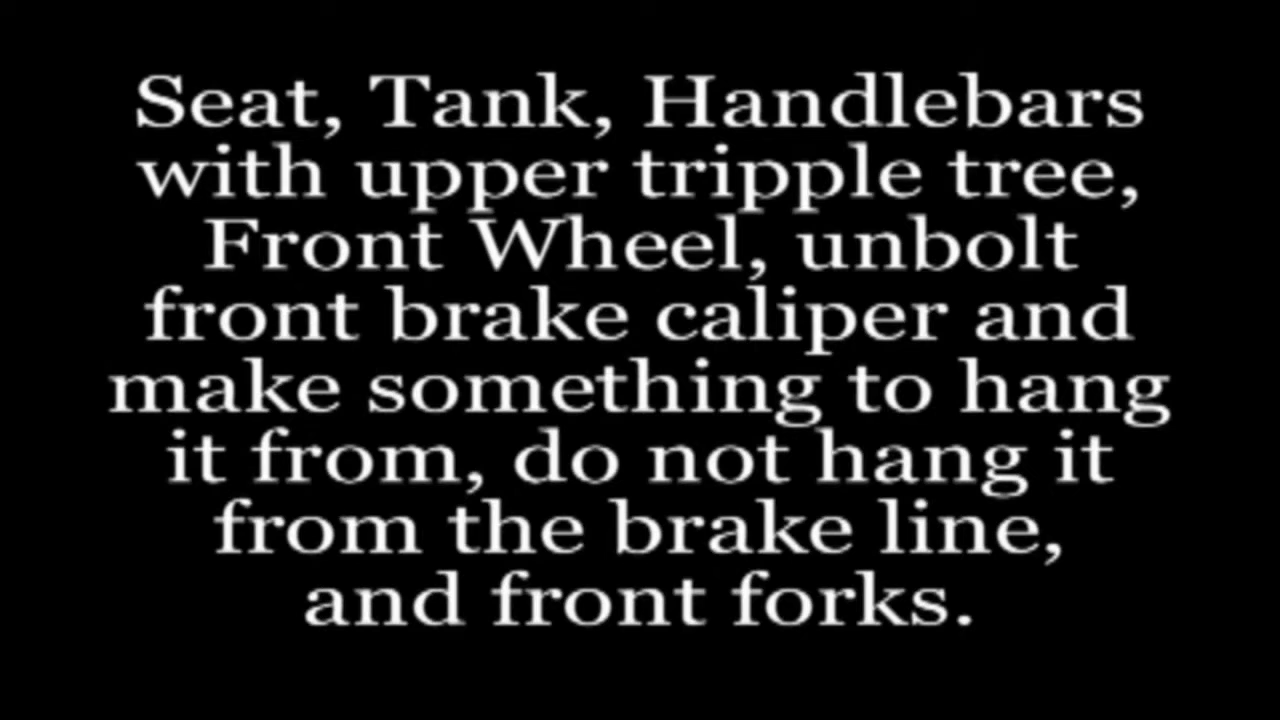 Seat, Tank, Handlebars
with upper tripple tree,
Front Wheel, unbolt
front brake caliper and
make something to hang
it from, do not hang it
from the brake line,
and front forks.